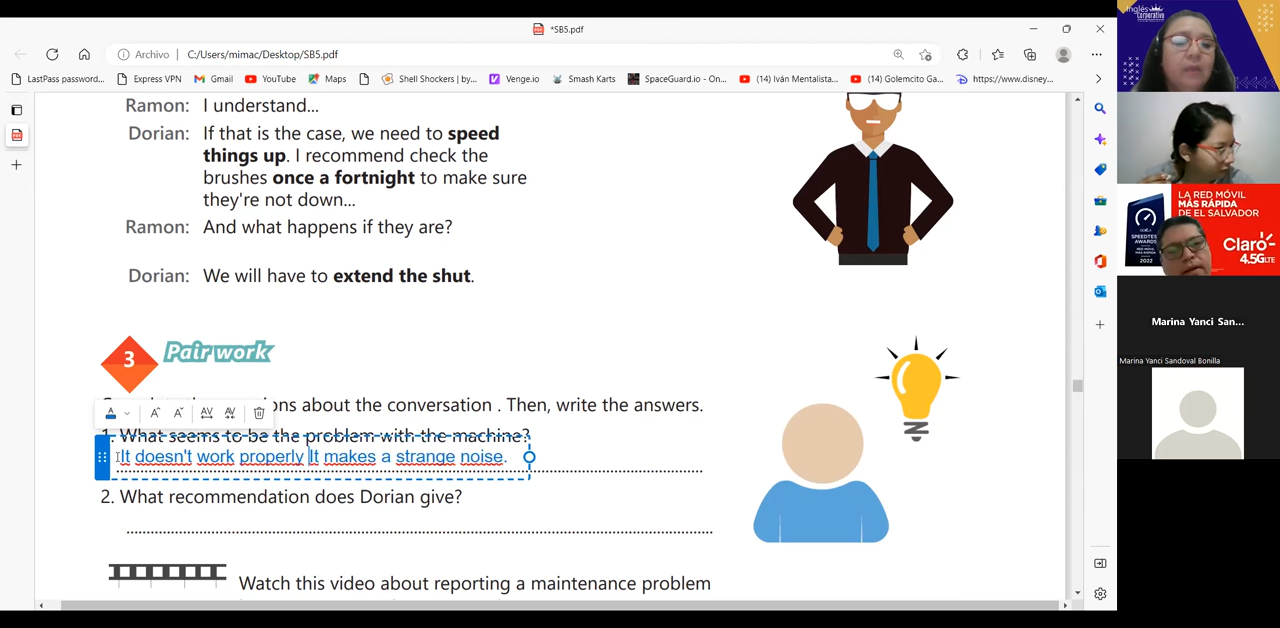 *SB5.pdf
Archivo
C:/Users/mimac/Desktop/SB5.pdf
LastPass password...
Express VPN
Gmail
YouTube
Maps
Shell Shockers | by...
Venge.io
Smash Karts
SpaceGuard.io - On...
(14) Iván Mentalista...
(14) Golemcito Ga...
https://www.disney...
Ramon: I understand...
Dorian: If that is the case, we need to speed
things up. I recommend check the
brushes once a fortnight to make sure
they're not down...
Ramon: And what happens if they are?
Dorian: We will have to extend the shut.
3
Pair work
about the conversation . Then, write the answers.
1. What seems to be the problem with the machine?
It doesn't work properly It makes a strange noise.
2. What recommendation does Dorian give?
Watch this video about reporting a maintenance problem
Inglés
Corporativo
SPEEDTEST
AWARDS
2022
LA RED MÓVIL
MÁS RÁPIDA
DE EL SALVADOR
Claro
4.5G LTE
Marina Yanci San...
Marina Yanci Sandoval Bonilla